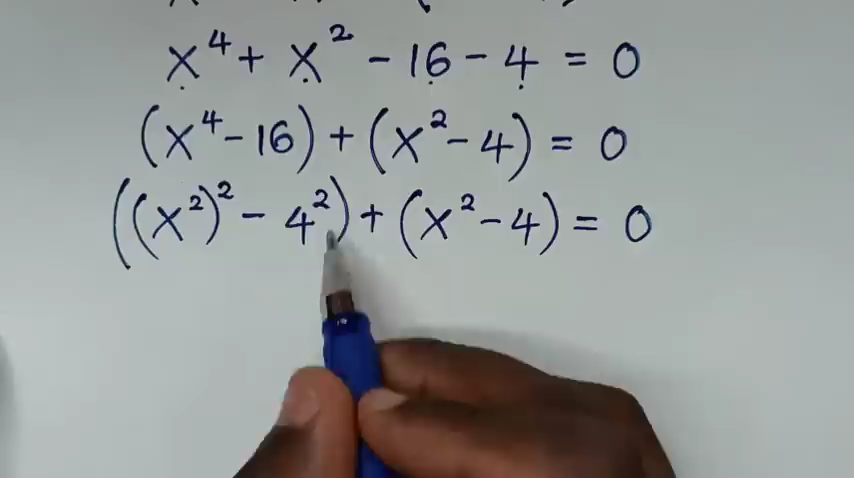 x⁴ + x² - 16 - 4 = 0
(x⁴ - 16) + (x² - 4) = 0
((x²)² - 4²) + (x² - 4) = 0